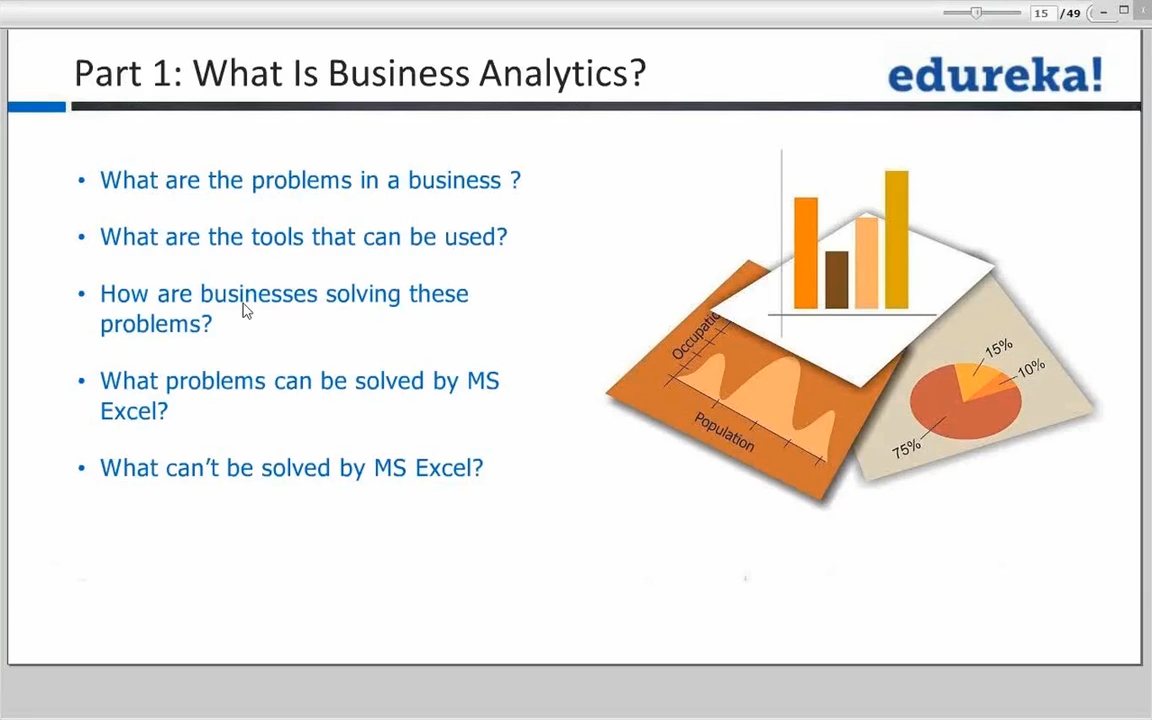 15 /49
Part 1: What Is Business Analytics?
edureka!
• What are the problems in a business ?
• What are the tools that can be used?
• How are businesses solving these
problems?
• What problems can be solved by MS
Excel?
• What can't be solved by MS Excel?
Population
15%
10%
75%